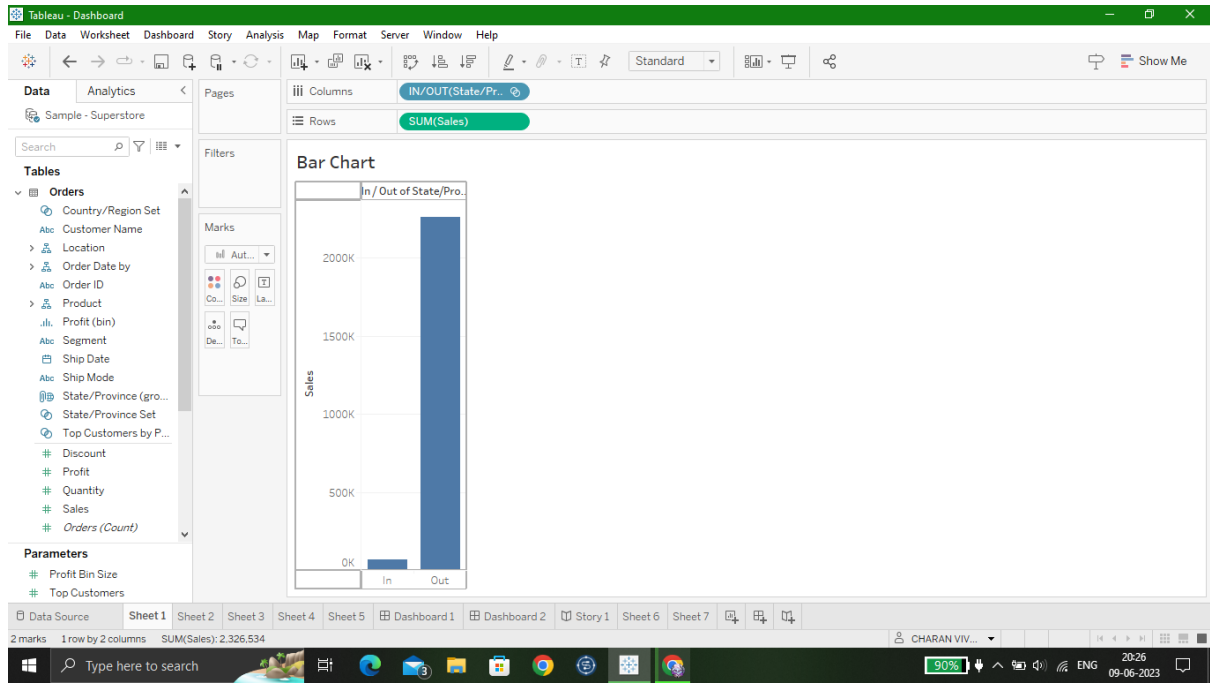 Tableau - Dashboard
File Data Worksheet Dashboard Story Analysis Map Format Server Window Help
Standard
Show Me
Data Analytics
Sample - Superstore
Search
Tables
Orders
Country/Region Set
Abc Customer Name
Location
Order Date by
Abc Order ID
Product
Profit (bin)
Abc Segment
Ship Date
Abc Ship Mode
State/Province (gro...
State/Province Set
Top Customers by P...
# Discount
# Profit
# Quantity
# Sales
# Orders (Count)
Parameters
# Profit Bin Size
# Top Customers
Pages
Filters
Marks
Aut...
Co... Size La...
De... To...
iii Columns IN/OUT(State/Pr..
Rows SUM(Sales)
Bar Chart
In / Out of State/Pro..
Sales
2000K
1500K
1000K
500K
0K
In Out
Data Source Sheet 1 Sheet 2 Sheet 3 Sheet 4 Sheet 5 Dashboard 1 Dashboard 2 Story 1 Sheet 6 Sheet 7
2 marks 1 row by 2 columns SUM(Sales): 2,326,534
CHARAN VIV...
Type here to search
3
90%
ENG
20:26
09-06-2023